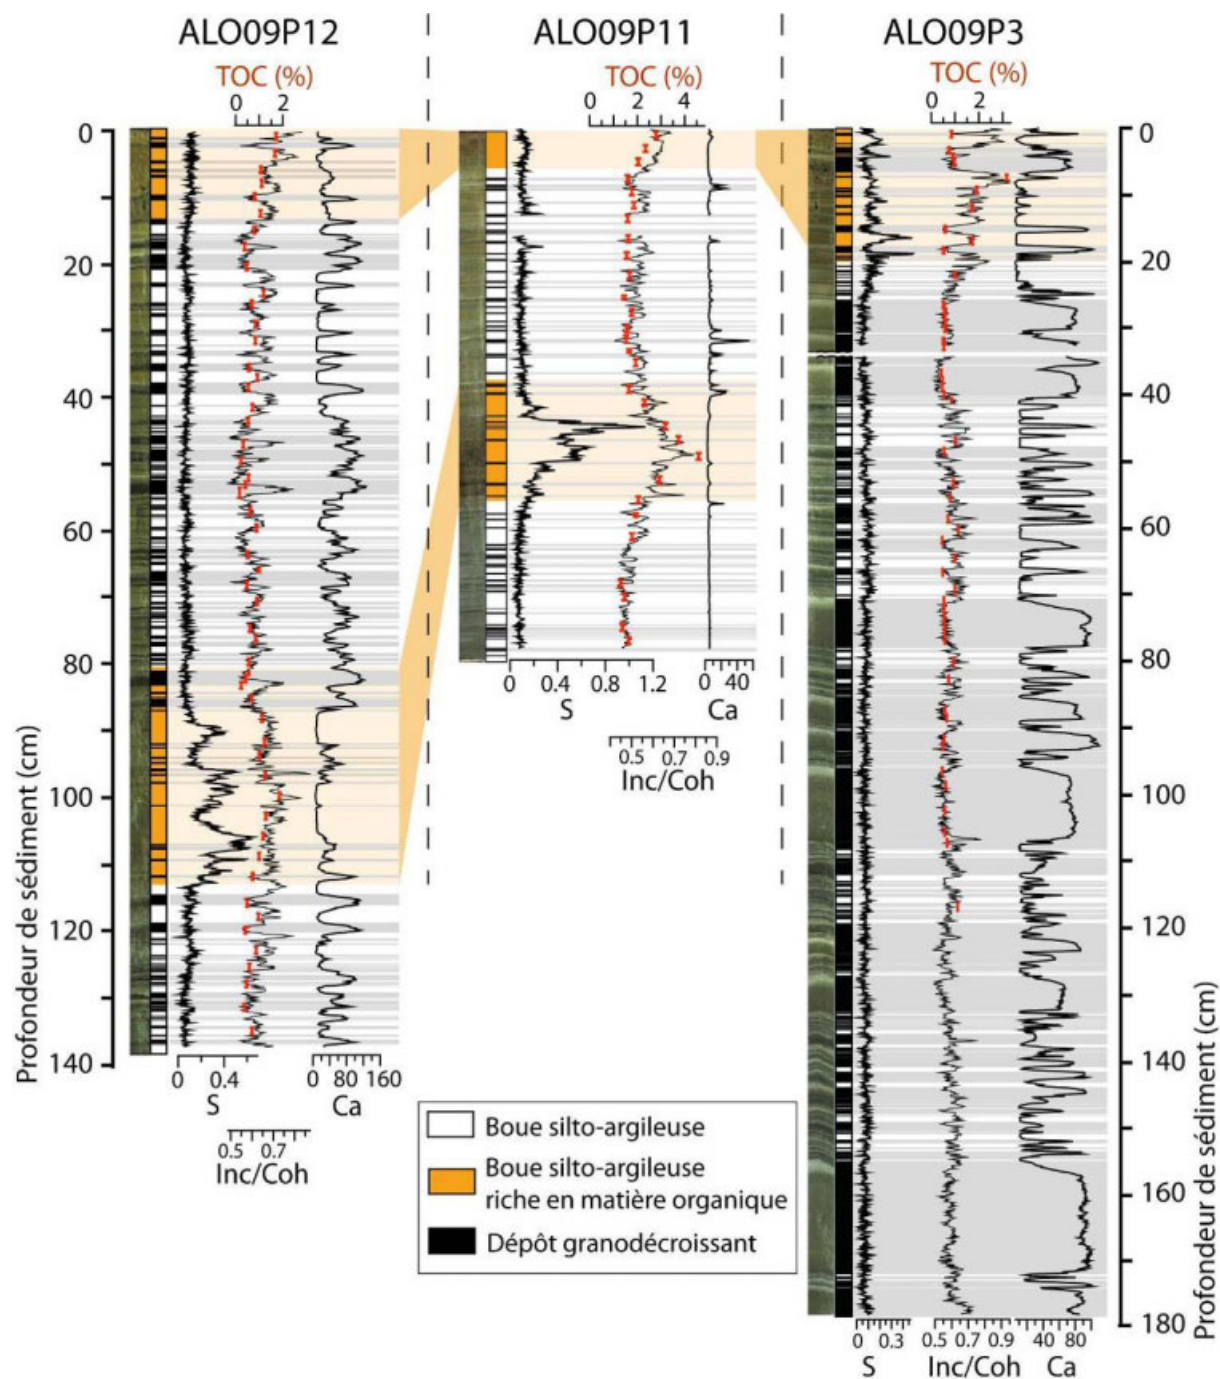 ALO09P12 ALO09P11 ALO09P3
TOC (%) TOC (%)
0 2 0 2 4 0 2
0 0
20 20
40 40
60 60
80 80
100 100
120 120
140 140
160
180
Profondeur de sédiment (cm)
Profondeur de sédiment (cm)
0 0.4 0.8 1.2 0 40
S Ca
0.5 0.7 0.9
Inc/Coh
0 0.4 0 80 160
S Ca
0.5 0.7
Inc/Coh
Boue silto-argileuse
Boue silto-argileuse
riche en matière organique
Dépôt granodécroissant
0 0.3 0.5 0.7 0.9 40 80
S Inc/Coh Ca